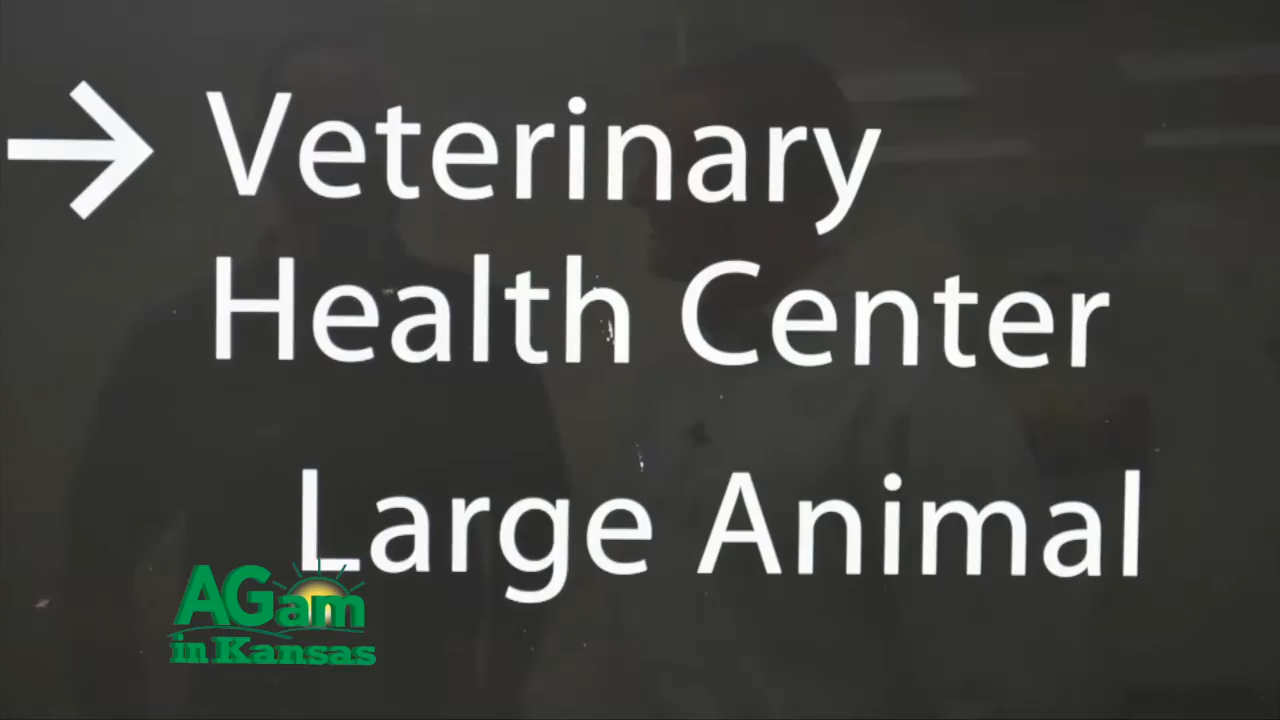 → Veterinary
Health Center
Large Animal
AGam
in Kansas